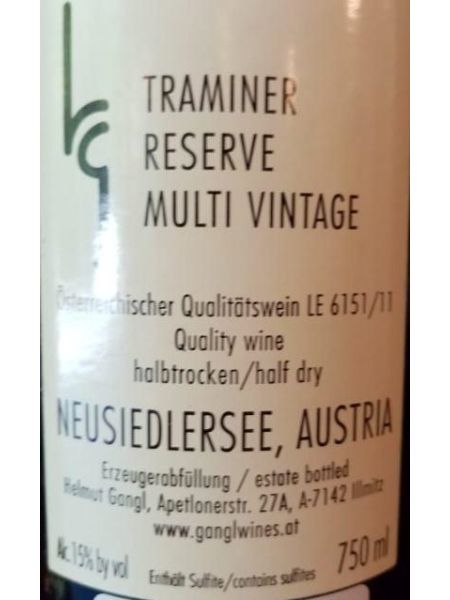 TRAMINER
RESERVE
MULTI VINTAGE
Österreichischer Qualitätswein LE 6151/11
Quality wine
halbtrocken/half dry
NEUSIEDLERSEE, AUSTRIA
Erzeugerabfüllung / estate bottled
Helmut Gangl, Apetlonerstr. 27A, A-7142 Illmitz
www.ganglwines.at
Alc.15% by vol
750 ml
Enthält Sulfite/contains sulfites